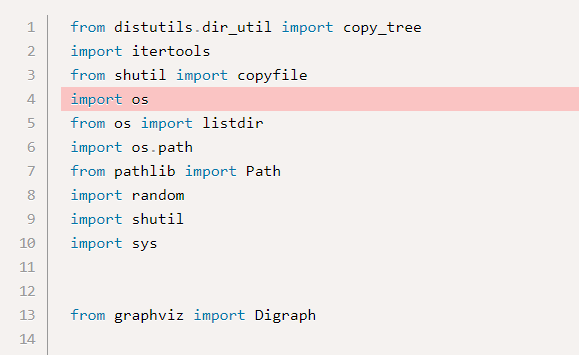 1 from distutils.dir_util import copy_tree
2 import itertools
3 from shutil import copyfile
4 import os
5 from os import listdir
6 import os.path
7 from pathlib import Path
8 import random
9 import shutil
10 import sys
11
12
13 from graphviz import Digraph
14